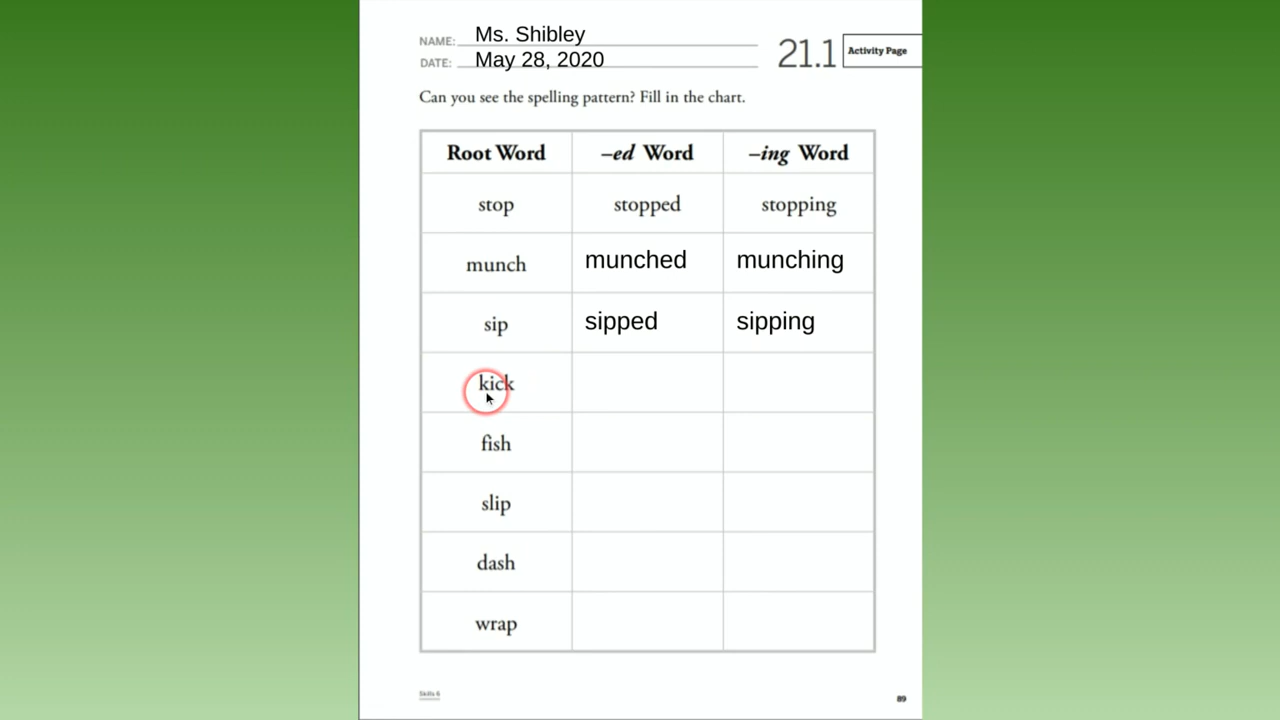 NAME: Ms. Shibley
DATE: May 28, 2020
21.1 Activity Page
Can you see the spelling pattern? Fill in the chart.
Root Word –ed Word –ing Word
stop stopped stopping
munch munched munching
sip sipped sipping
kick
fish
slip
dash
wrap
Skills 6 89